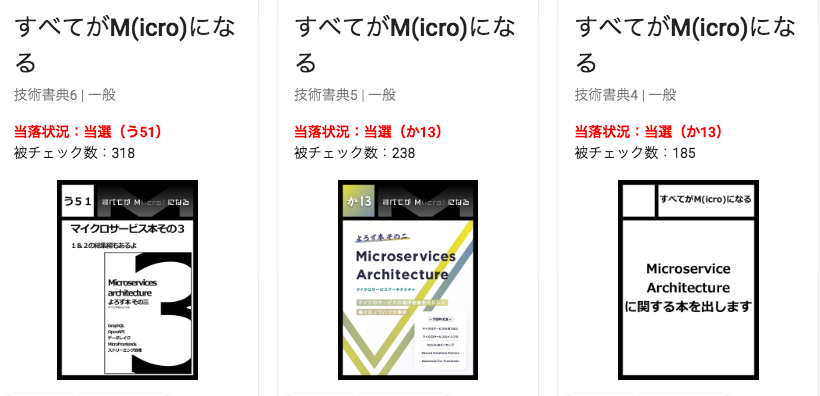 すべてがM(icro)にな
る
技術書典6 | 一般
当落状況：当選（う51）
被チェック数：318
う51
すべてが M(icro) になる
マイクロサービス本その3
1＆2の総集編もあるよ
Microservices
architecture
よろず本 その三
3
GraphQL
OpenAPI
データレイク
MicroFrontends
ストリーミング処理
すべてがM(icro)にな
る
技術書典5 | 一般
当落状況：当選（か13）
被チェック数：238
か13
すべてが M(icro) になる
よろず本 その二
Microservices
Architecture
マイクロサービスアーキテクチャ
TOPICS
すべてがM(icro)にな
る
技術書典4 | 一般
当落状況：当選（か13）
被チェック数：185
すべてがM(icro)になる
Microservice
Architecture
に関する本を出します